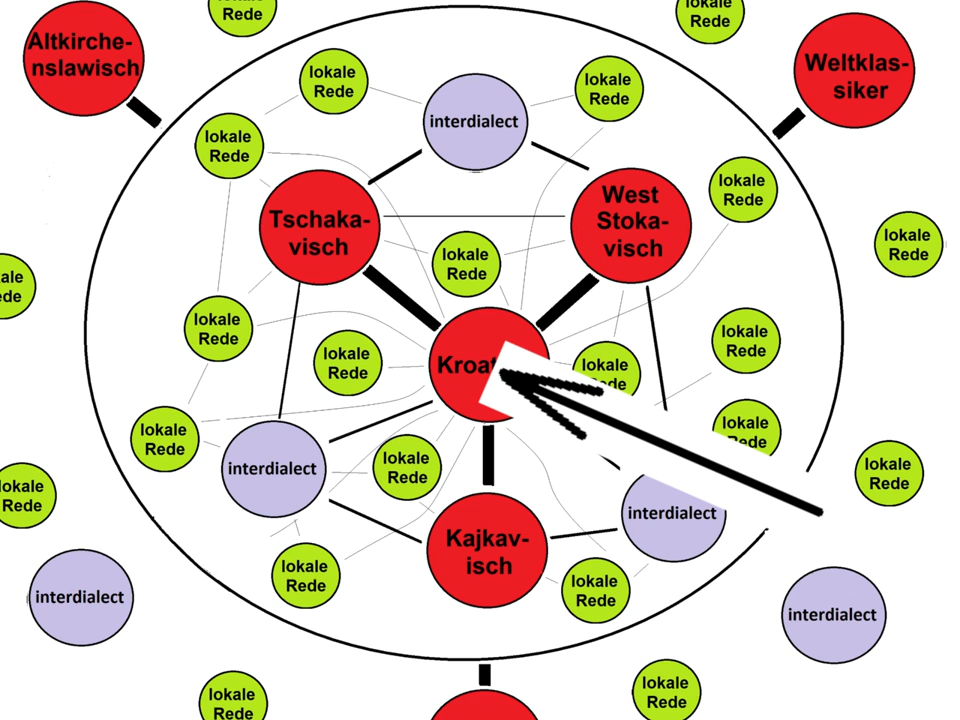 lokale
Rede
lokale
Rede
Altkirche-
nslawisch
Weltklas-
siker
lokale
Rede
interdialect
lokale
Rede
lokale
Rede
Tschaka-
visch
West
Stoka-
visch
lokale
Rede
lokale
Rede
lokale
Rede
lokale
Rede
lokale
Rede
lokale
Rede
Kroa
lokale
lokale
Rede
lokale
Rede
lokale
Rede
interdialect
lokale
Rede
lokale
Rede
lokale
Rede
interdialect
Kajkav-
isch
lokale
Rede
lokale
Rede
interdialect
interdialect
lokale
Rede
lokale
Rede